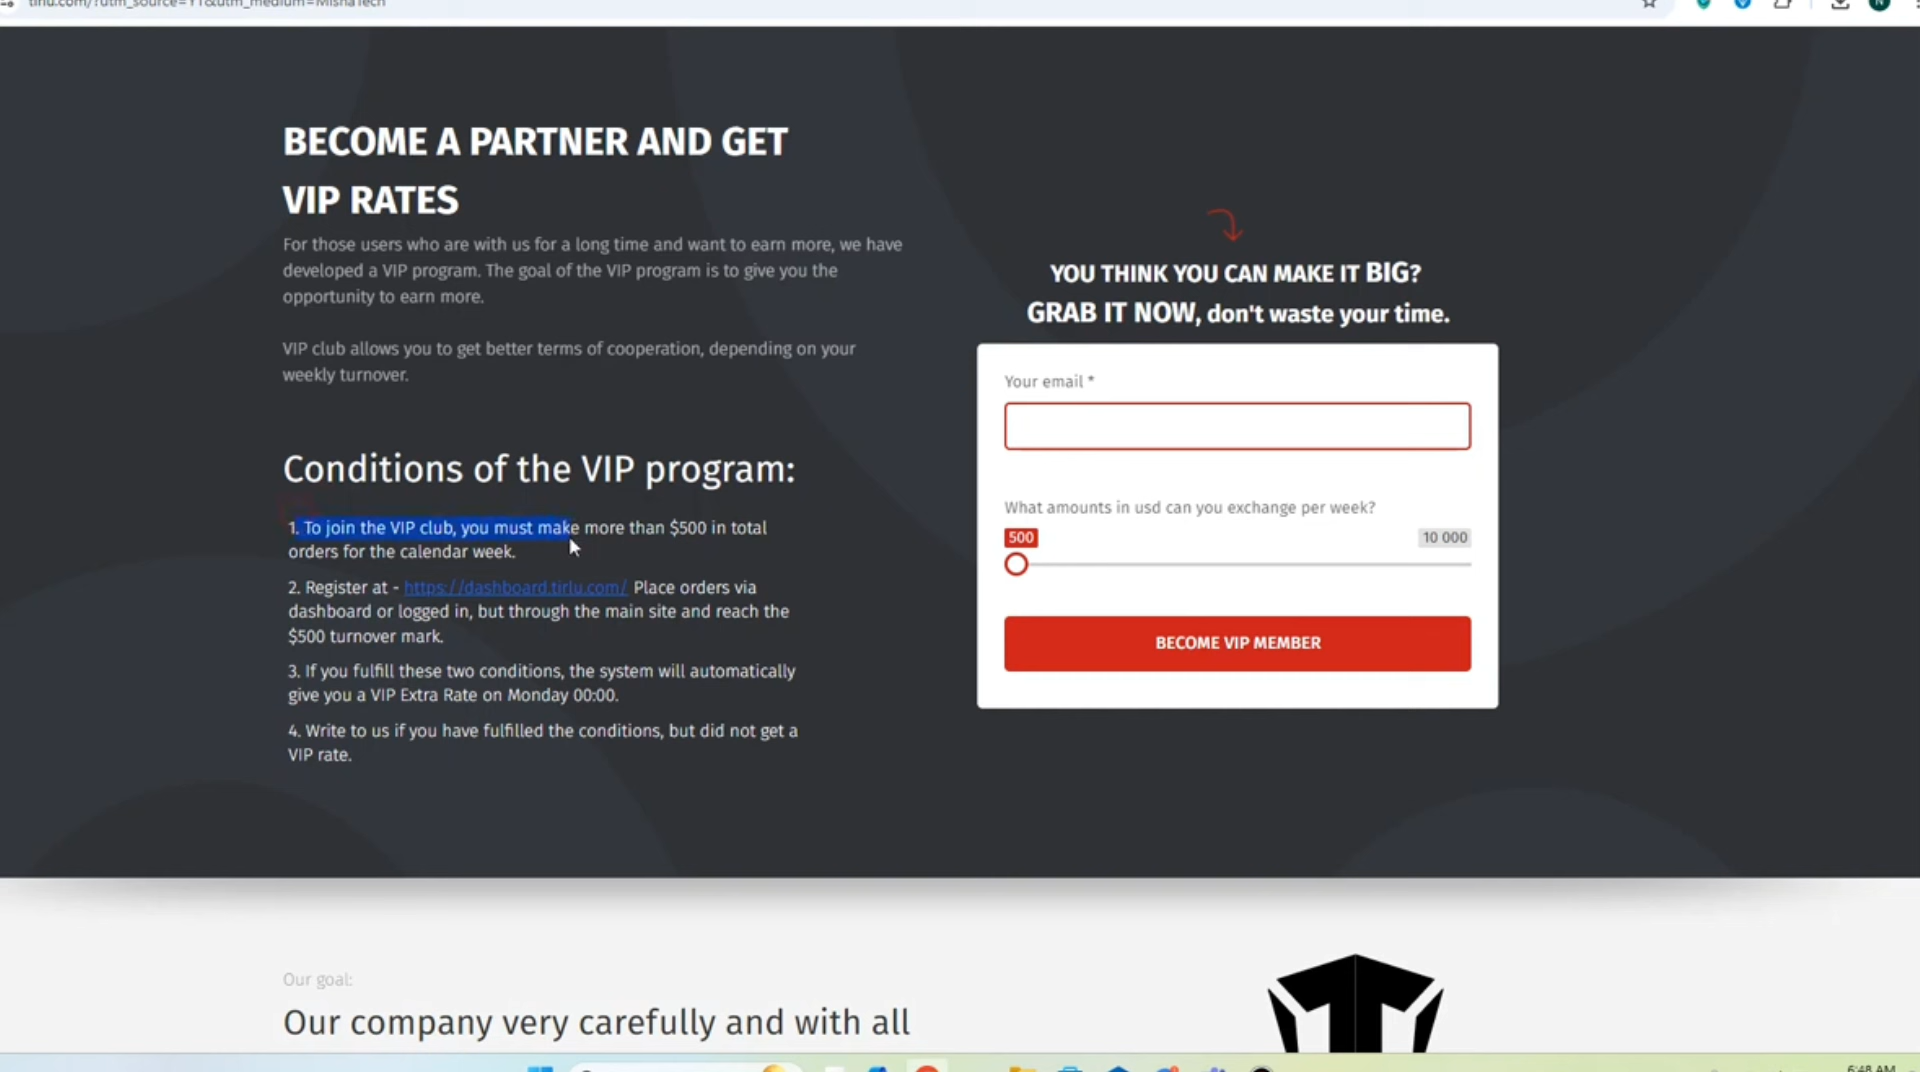 tirlu.com/?utm_source=YT&utm_medium=MishaTech
BECOME A PARTNER AND GET
VIP RATES
For those users who are with us for a long time and want to earn more, we have
developed a VIP program. The goal of the VIP program is to give you the
opportunity to earn more.
VIP club allows you to get better terms of cooperation, depending on your
weekly turnover.
Conditions of the VIP program:
1. To join the VIP club, you must make more than $500 in total
orders for the calendar week.
2. Register at - https://dashboard.tirlu.com/ Place orders via
dashboard or logged in, but through the main site and reach the
$500 turnover mark.
3. If you fulfill these two conditions, the system will automatically
give you a VIP Extra Rate on Monday 00:00.
4. Write to us if you have fulfilled the conditions, but did not get a
VIP rate.
YOU THINK YOU CAN MAKE IT BIG?
GRAB IT NOW, don't waste your time.
Your email *
What amounts in usd can you exchange per week?
500
10 000
BECOME VIP MEMBER
Our goal:
Our company very carefully and with all
6:48 AM